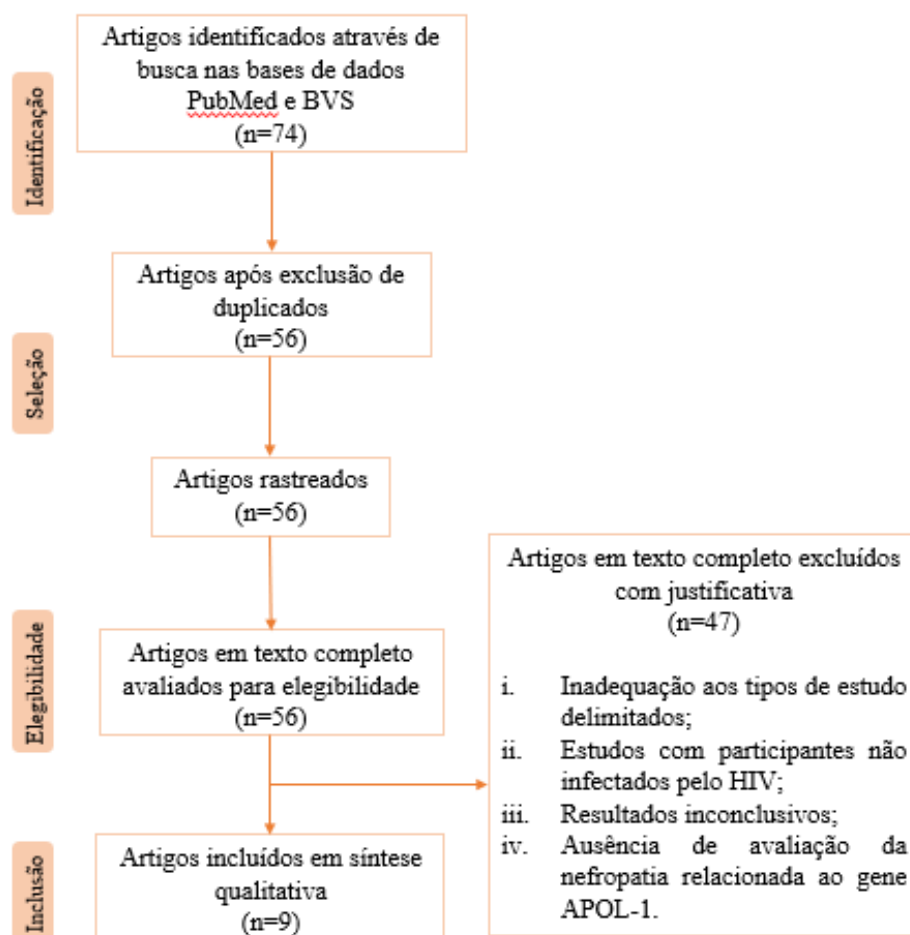 Identificação
Artigos identificados através de
busca nas bases de dados
PubMed e BVS
(n=74)
Seleção
Artigos após exclusão de
duplicados
(n=56)
Artigos rastreados
(n=56)
Elegibilidade
Artigos em texto completo
avaliados para elegibilidade
(n=56)
Artigos em texto completo excluídos
com justificativa
(n=47)
i. Inadequação aos tipos de estudo
delimitados;
ii. Estudos com participantes não
infectados pelo HIV;
iii. Resultados inconclusivos;
iv. Ausência de avaliação da
nefropatia relacionada ao gene
APOL-1.
Inclusão
Artigos incluídos em síntese
qualitativa
(n=9)